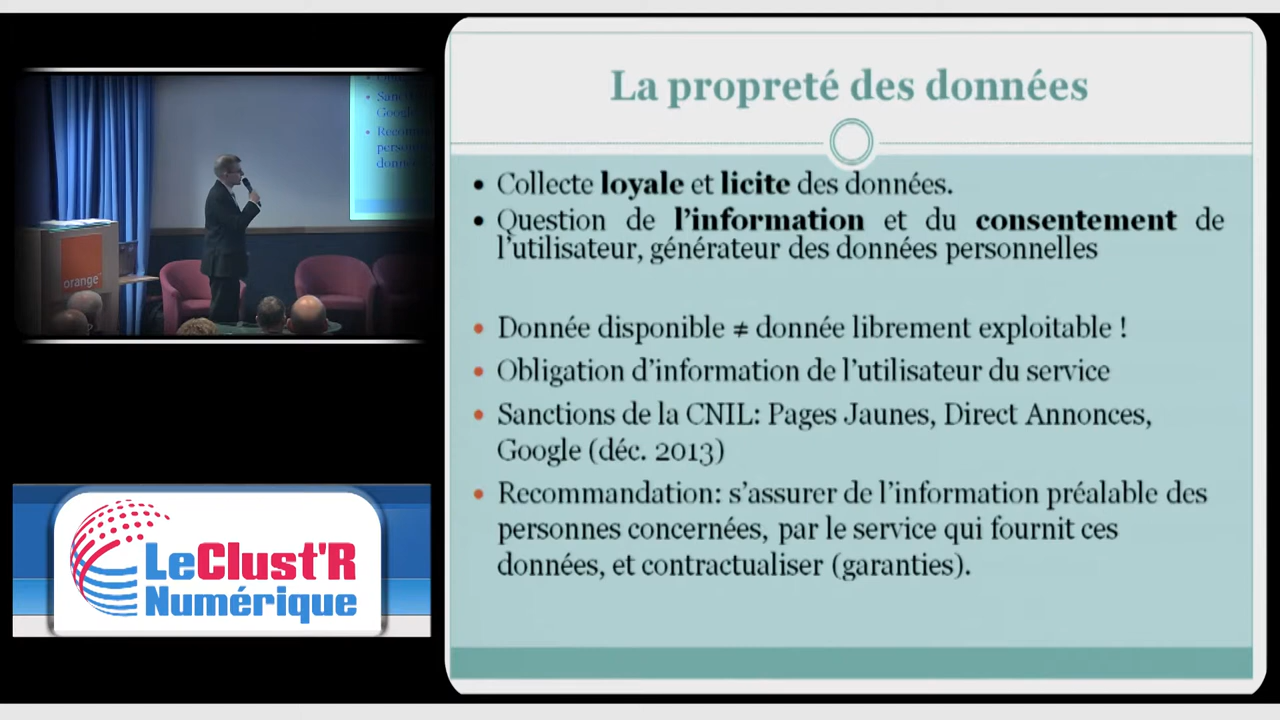 La propreté des données
• Collecte loyale et licite des données.
• Question de l'information et du consentement de
l'utilisateur, générateur des données personnelles
• Donnée disponible ≠ donnée librement exploitable !
• Obligation d'information de l'utilisateur du service
• Sanctions de la CNIL: Pages Jaunes, Direct Annonces,
Google (déc. 2013)
• Recommandation: s'assurer de l'information préalable des
personnes concernées, par le service qui fournit ces
données, et contractualiser (garanties).
Google
orange
LeClust'R
Numérique